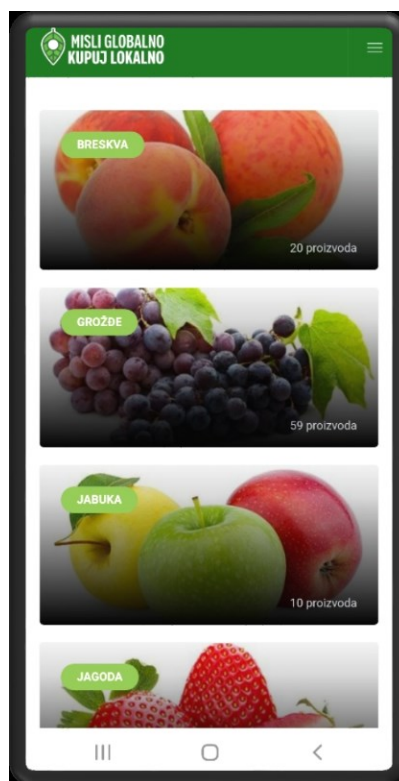 MISLI GLOBALNO
KUPUJ LOKALNO
BRESKVA
20 proizvoda
GROŽĐE
59 proizvoda
JABUKA
10 proizvoda
JAGODA